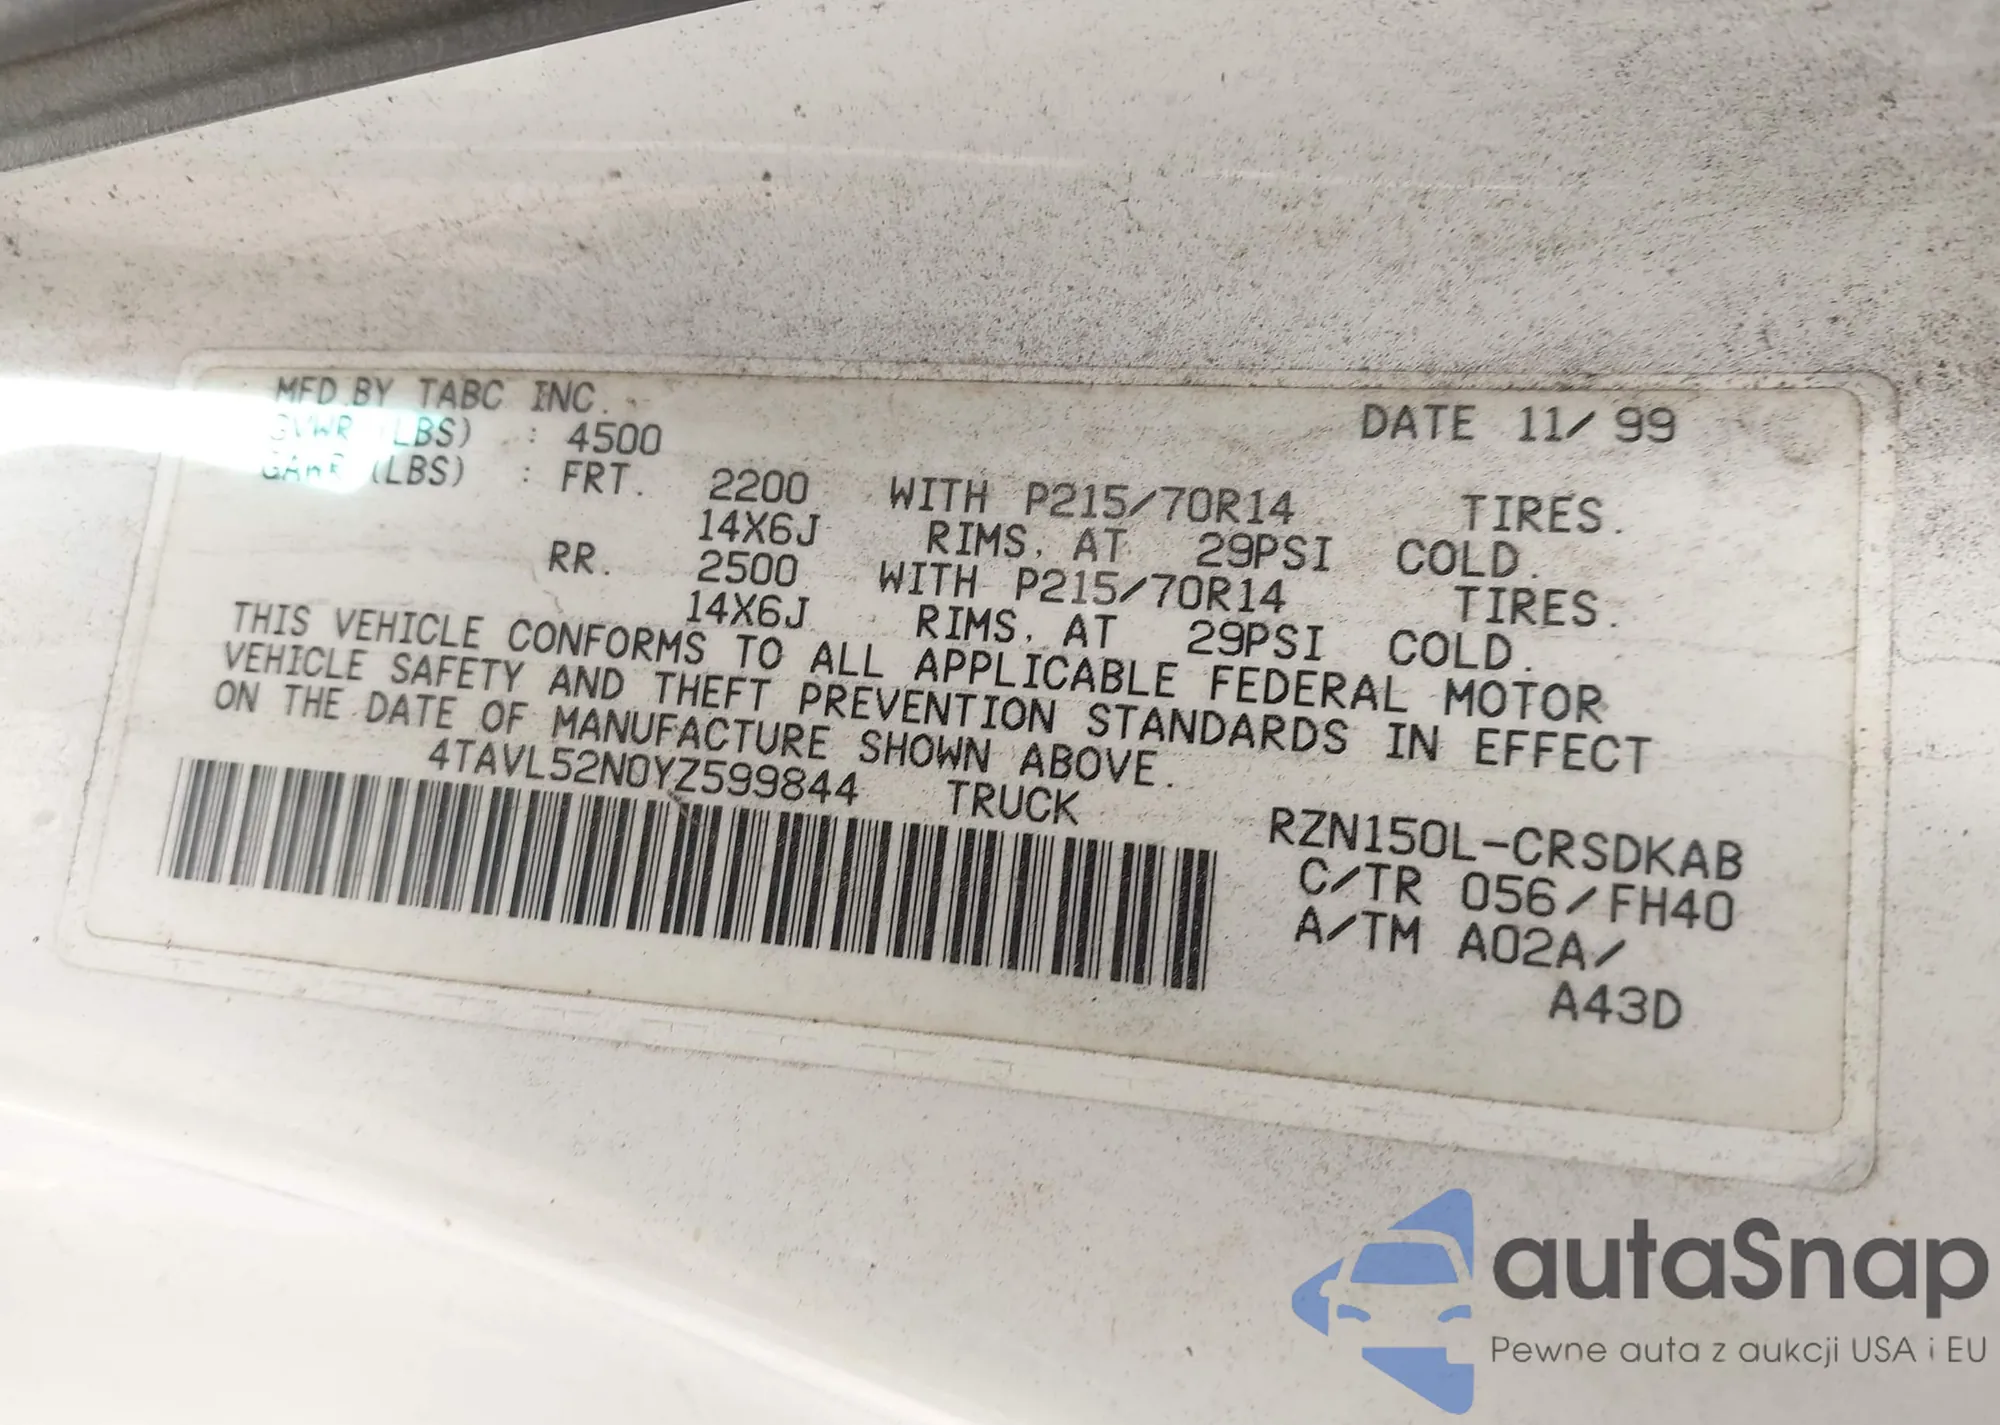 MFD.BY TABC INC.
DATE 11/ 99
GVWR (LBS) : 4500
GAWR (LBS) : FRT. 2200 WITH P215/70R14 TIRES.
14X6J RIMS, AT 29PSI COLD.
RR. 2500 WITH P215/70R14 TIRES.
14X6J RIMS, AT 29PSI COLD.
THIS VEHICLE CONFORMS TO ALL APPLICABLE FEDERAL MOTOR
VEHICLE SAFETY AND THEFT PREVENTION STANDARDS IN EFFECT
ON THE DATE OF MANUFACTURE SHOWN ABOVE.
4TAVL52N0YZ599844 TRUCK
RZN150L-CRSDKAB
C/TR 056/FH40
A/TM A02A/
A43D
autaSnap
Pewne auta z aukcji USA i EU